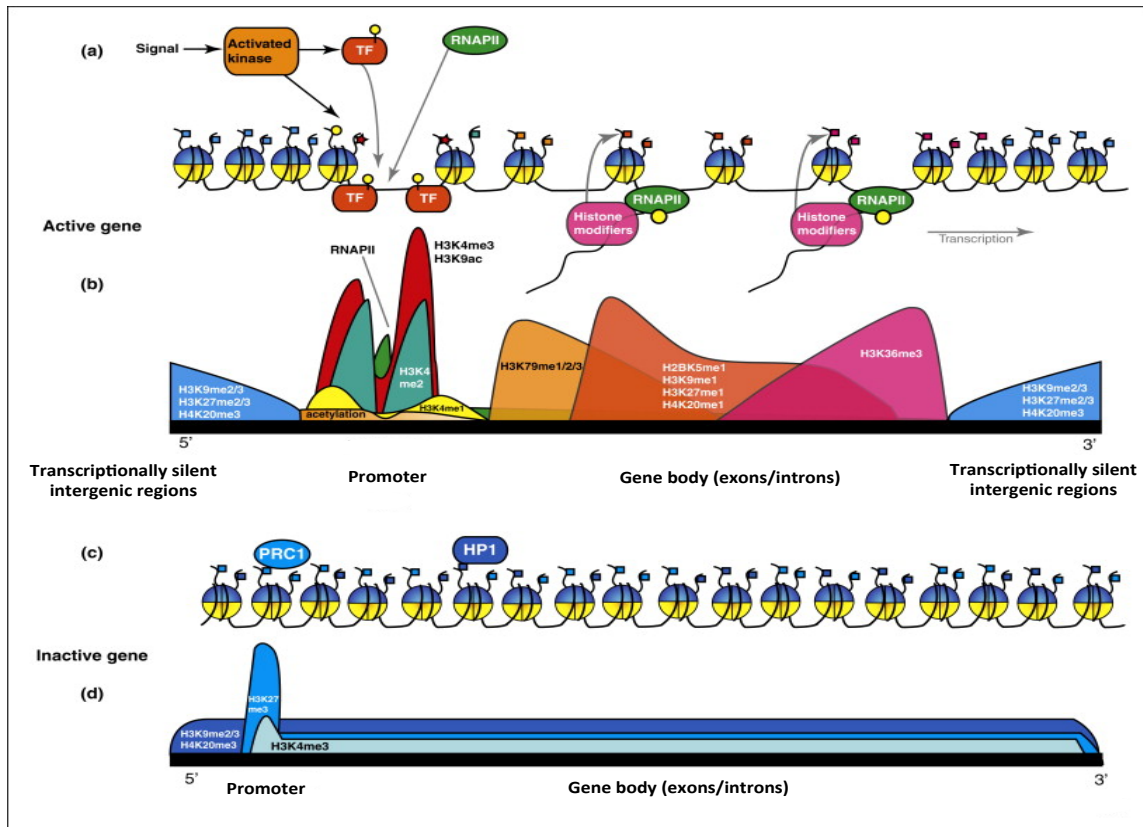 (a)
Signal
Activated
kinase
TF
RNAPII
TF
TF
RNAPII
Histone
modifiers
RNAPII
Histone
modifiers
Transcription
Active gene
(b)
RNAPII
H3K4me3
H3K9ac
H3K4
me2
H3K4me1
acetylation
H3K79me1/2/3
H2BK5me1
H3K9me1
H3K27me1
H4K20me1
H3K36me3
H3K9me2/3
H3K27me2/3
H4K20me3
H3K9me2/3
H3K27me2/3
H4K20me3
5’
3’
Transcriptionally silent
intergenic regions
Promoter
Gene body (exons/introns)
Transcriptionally silent
intergenic regions
(c)
PRC1
HP1
Inactive gene
(d)
H3K27
me3
H3K9me2/3
H4K20me3
H3K4me3
5’
3’
Promoter
Gene body (exons/introns)